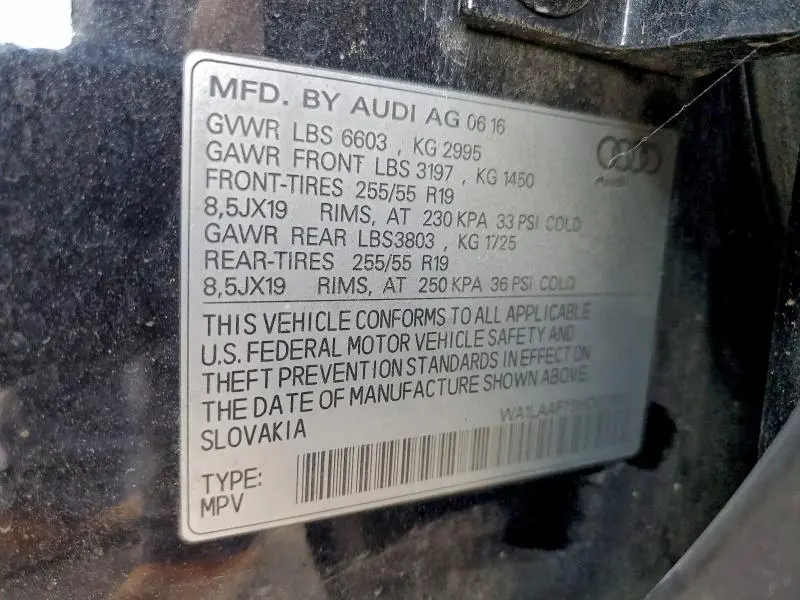 MFD. BY AUDI AG 06 16
GVWR LBS 6603 , KG 2995
GAWR FRONT LBS 3197 , KG 1450
FRONT-TIRES 255/55 R19
8,5JX19 RIMS, AT 230 KPA 33 PSI COLD
GAWR REAR LBS3803 , KG 1725
REAR-TIRES 255/55 R19
8,5JX19 RIMS, AT 250 KPA 36 PSI COLD
Audi
THIS VEHICLE CONFORMS TO ALL APPLICABLE
U.S. FEDERAL MOTOR VEHICLE SAFETY AND
THEFT PREVENTION STANDARDS IN EFFECT ON
THE DATE OF MANUFACTURE SHOWN ABOVE.
SLOVAKIA
TYPE:
MPV